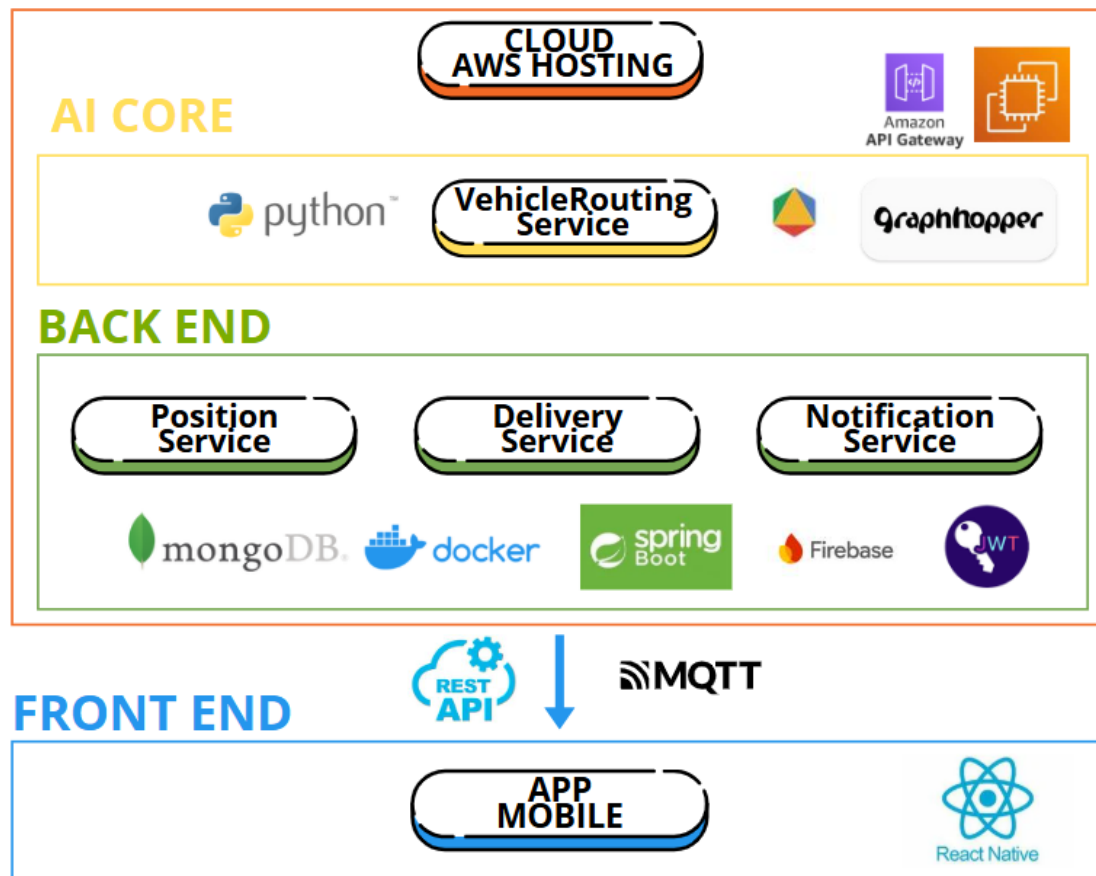 CLOUD
AWS HOSTING
Amazon
API Gateway
AI CORE
python™
VehicleRouting
Service
graphhopper
BACK END
Position
Service
Delivery
Service
Notification
Service
mongoDB.
docker
spring
Boot
Firebase
JWT
REST
API
MQTT
FRONT END
APP
MOBILE
React Native